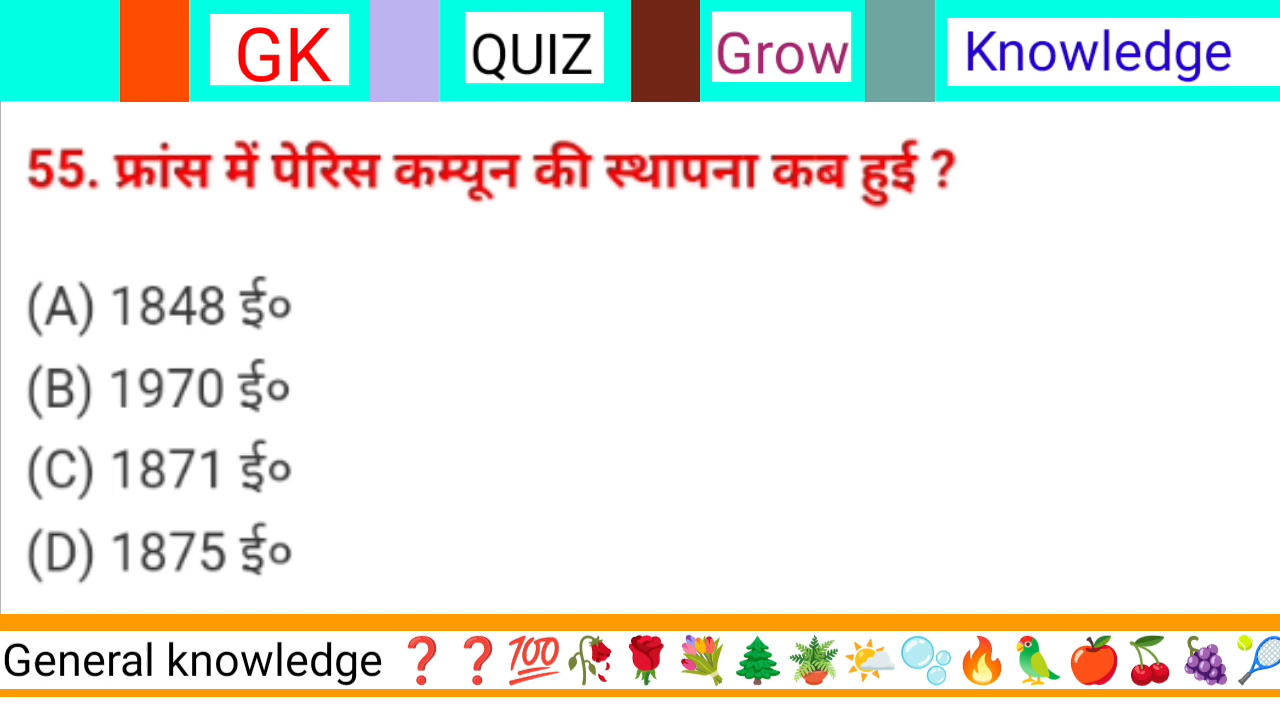 GK QUIZ Grow Knowledge
55. फ्रांस में पेरिस कम्यून की स्थापना कब हुई ?
(A) 1848 ई०
(B) 1970 ई०
(C) 1871 ई०
(D) 1875 ई०
General knowledge ❓❓💯🥀🌹💐🌲🪴🌤️🫧🔥🦜🍎🍒🍇🎾